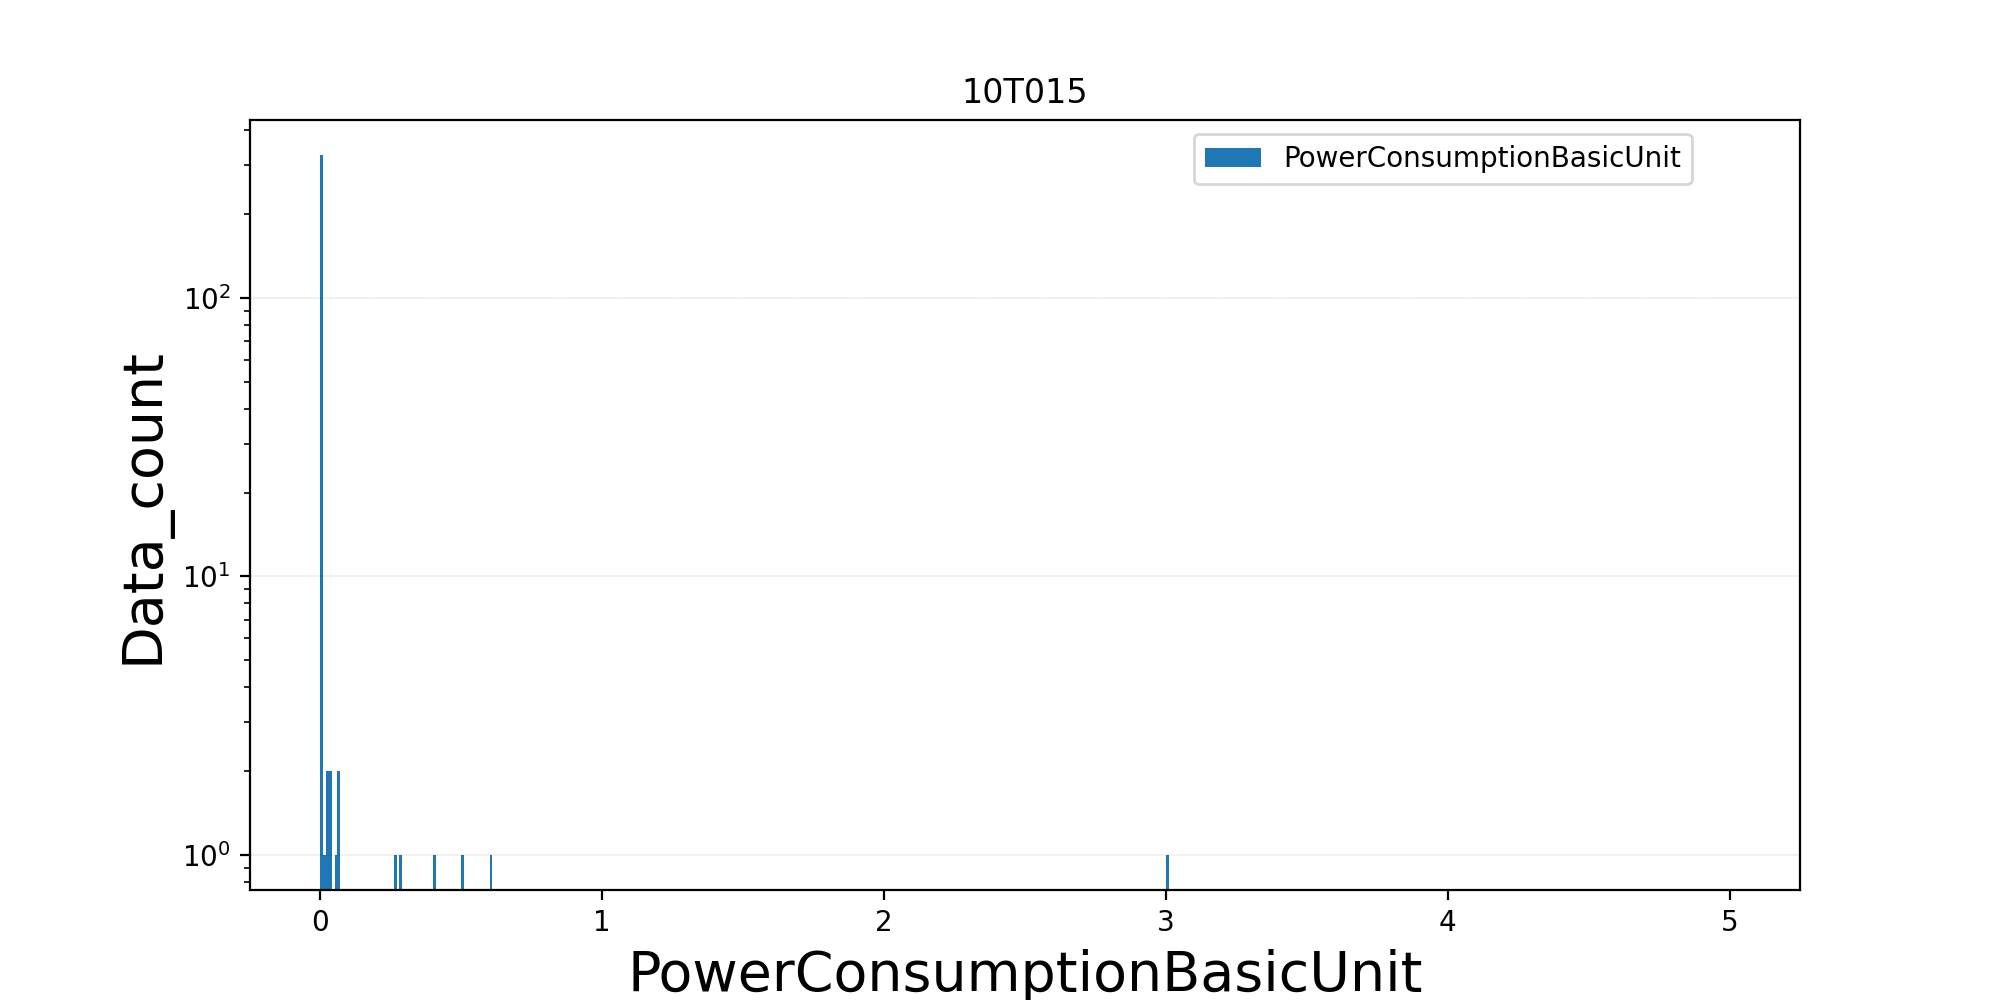 10T015
PowerConsumptionBasicUnit
10²
10¹
10⁰
Data_count
0 1 2 3 4 5
PowerConsumptionBasicUnit